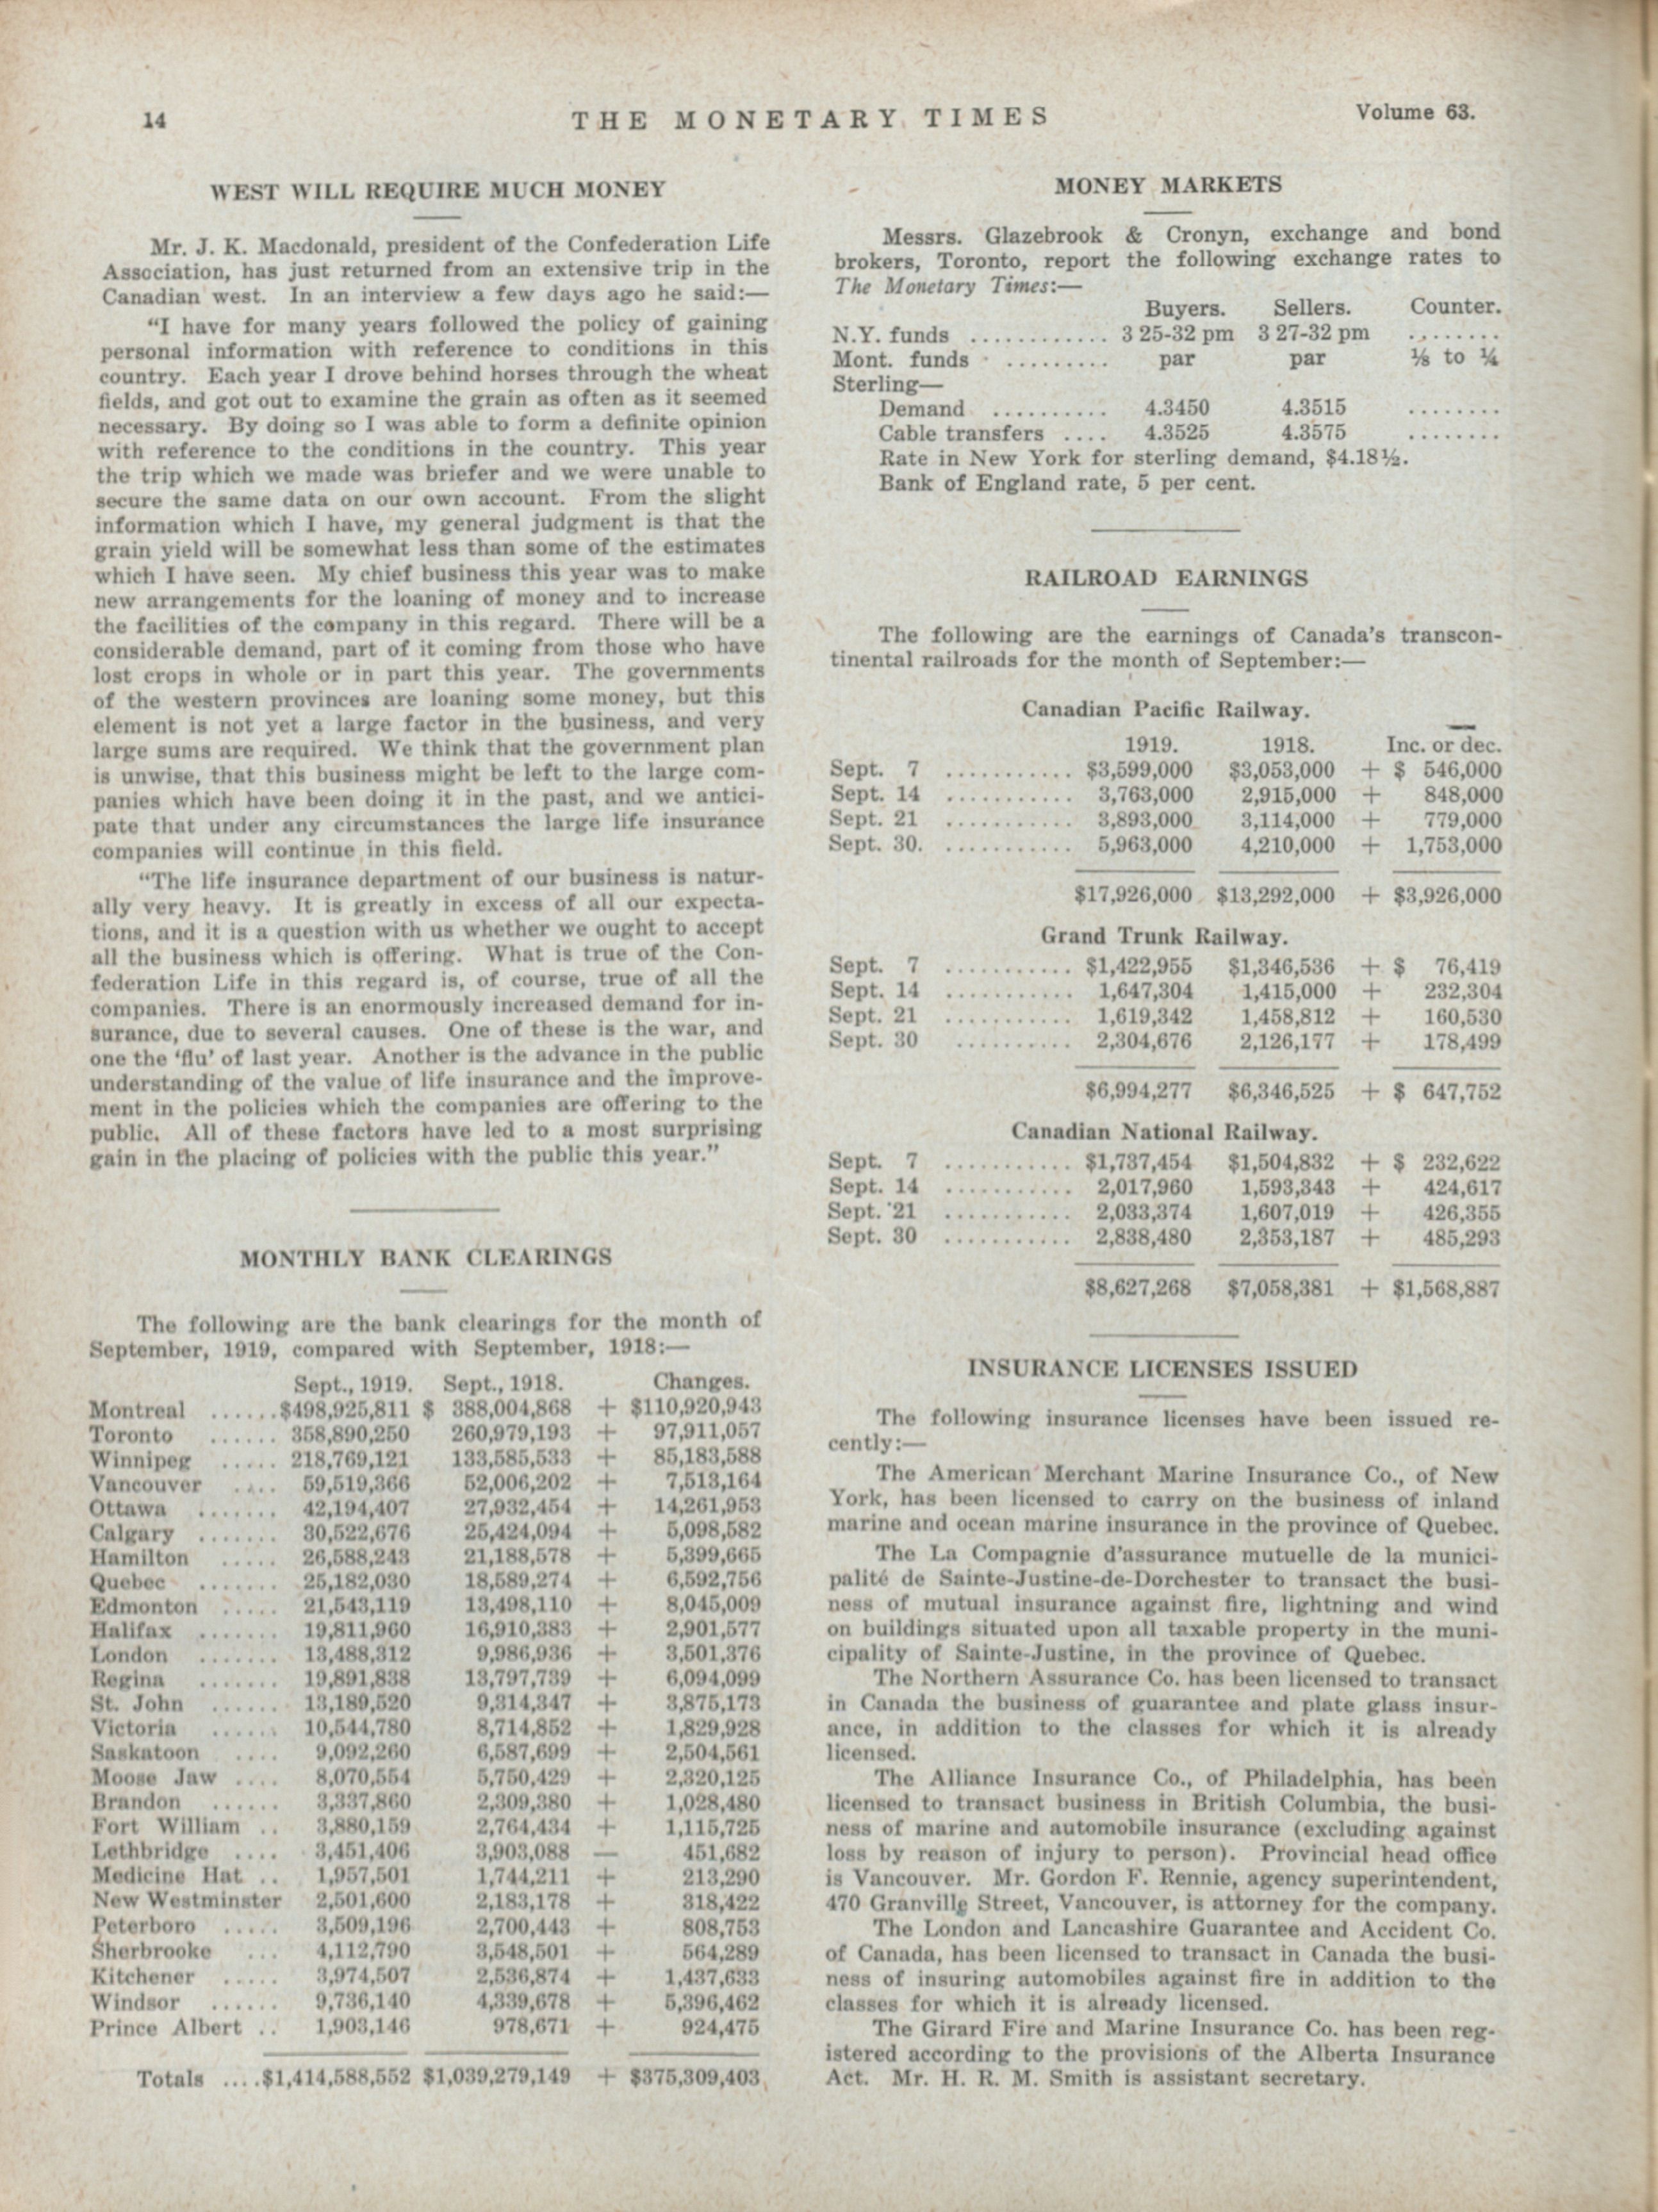 14
THE MONETARY TIMES
Volume 63.
WEST WILL REQUIRE MUCH MONEY
Mr. J. K. Macdonald, president of the Confederation Life
Association, has just returned from an extensive trip in the
Canadian west. In an interview a few days ago he said:—
"I have for many years followed the policy of gaining
personal information with reference to conditions in this
country. Each year I drove behind horses through the wheat
fields, and got out to examine the grain as often as it seemed
necessary. By doing so I was able to form a definite opinion
with reference to the conditions in the country. This year
the trip which we made was briefer and we were unable to
secure the same data on our own account. From the slight
information which I have, my general judgment is that the
grain yield will be somewhat less than some of the estimates
which I have seen. My chief business this year was to make
new arrangements for the loaning of money and to increase
the facilities of the company in this regard. There will be a
considerable demand, part of it coming from those who have
lost crops in whole or in part this year. The governments
of the western provinces are loaning some money, but this
element is not yet a large factor in the business, and very
large sums are required. We think that the government plan
is unwise, that this business might be left to the large com-
panies which have been doing it in the past, and we antici-
pate that under any circumstances the large life insurance
companies will continue in this field.
"The life insurance department of our business is natur-
ally very heavy. It is greatly in excess of all our expecta-
tions, and it is a question with us whether we ought to accept
all the business which is offering. What is true of the Con-
federation Life in this regard is, of course, true of all the
companies. There is an enormously increased demand for in-
surance, due to several causes. One of these is the war, and
one the 'flu' of last year. Another is the advance in the public
understanding of the value of life insurance and the improve-
ment in the policies which the companies are offering to the
public. All of these factors have led to a most surprising
gain in the placing of policies with the public this year."
MONTHLY BANK CLEARINGS
The following are the bank clearings for the month of
September, 1919, compared with September, 1918:—
Sept., 1919. Sept., 1918. Changes.
Montreal ......$498,925,811 $ 388,004,868 + $110,920,943
Toronto ...... 358,890,250 260,979,193 + 97,911,057
Winnipeg ..... 218,769,121 133,585,533 + 85,183,588
Vancouver .... 59,519,366 52,006,202 + 7,513,164
Ottawa ....... 42,194,407 27,932,454 + 14,261,953
Calgary ....... 30,522,676 25,424,094 + 5,098,582
Hamilton ..... 26,588,243 21,188,578 + 5,399,665
Quebec ....... 25,182,030 18,589,274 + 6,592,756
Edmonton ..... 21,543,119 13,498,110 + 8,045,009
Halifax ....... 19,811,960 16,910,383 + 2,901,577
London ....... 13,488,312 9,986,936 + 3,501,376
Regina ....... 19,891,838 13,797,739 + 6,094,099
St. John ...... 13,189,520 9,314,347 + 3,875,173
Victoria ...... 10,544,780 8,714,852 + 1,829,928
Saskatoon .... 9,092,260 6,587,699 + 2,504,561
Moose Jaw .... 8,070,554 5,750,429 + 2,320,125
Brandon ...... 3,337,860 2,309,380 + 1,028,480
Fort William .. 3,880,159 2,764,434 + 1,115,725
Lethbridge .... 3,451,406 3,903,088 — 451,682
Medicine Hat .. 1,957,501 1,744,211 + 213,290
New Westminster 2,501,600 2,183,178 + 318,422
Peterboro ..... 3,509,196 2,700,443 + 808,753
Sherbrooke ... 4,112,790 3,548,501 + 564,289
Kitchener ..... 3,974,507 2,536,874 + 1,437,633
Windsor ...... 9,736,140 4,339,678 + 5,396,462
Prince Albert .. 1,903,146 978,671 + 924,475
Totals ....$1,414,588,552 $1,039,279,149 + $375,309,403
MONEY MARKETS
Messrs. Glazebrook & Cronyn, exchange and bond
brokers, Toronto, report the following exchange rates to
The Monetary Times:—
Buyers. Sellers. Counter.
N.Y. funds ............ 3 25-32 pm 3 27-32 pm ........
Mont. funds ......... par par ⅛ to ¼
Sterling—
Demand .......... 4.3450 4.3515 ........
Cable transfers .... 4.3525 4.3575 ........
Rate in New York for sterling demand, $4.18½.
Bank of England rate, 5 per cent.
RAILROAD EARNINGS
The following are the earnings of Canada's transcon-
tinental railroads for the month of September:—
Canadian Pacific Railway.
1919. 1918. Inc. or dec.
Sept. 7 ........... $3,599,000 $3,053,000 + $ 546,000
Sept. 14 ........... 3,763,000 2,915,000 + 848,000
Sept. 21 ........... 3,893,000 3,114,000 + 779,000
Sept. 30. ........... 5,963,000 4,210,000 + 1,753,000
$17,926,000 $13,292,000 + $3,926,000
Grand Trunk Railway.
Sept. 7 ........... $1,422,955 $1,346,536 + $ 76,419
Sept. 14 ........... 1,647,304 1,415,000 + 232,304
Sept. 21 ........... 1,619,342 1,458,812 + 160,530
Sept. 30 .......... 2,304,676 2,126,177 + 178,499
$6,994,277 $6,346,525 + $ 647,752
Canadian National Railway.
Sept. 7 ........... $1,737,454 $1,504,832 + $ 232,622
Sept. 14 ........... 2,017,960 1,593,343 + 424,617
Sept. 21 ........... 2,033,374 1,607,019 + 426,355
Sept. 30 ........... 2,838,480 2,353,187 + 485,293
$8,627,268 $7,058,381 + $1,568,887
INSURANCE LICENSES ISSUED
The following insurance licenses have been issued re-
cently:—
The American Merchant Marine Insurance Co., of New
York, has been licensed to carry on the business of inland
marine and ocean marine insurance in the province of Quebec.
The La Compagnie d'assurance mutuelle de la munici-
palité de Sainte-Justine-de-Dorchester to transact the busi-
ness of mutual insurance against fire, lightning and wind
on buildings situated upon all taxable property in the muni-
cipality of Sainte-Justine, in the province of Quebec.
The Northern Assurance Co. has been licensed to transact
in Canada the business of guarantee and plate glass insur-
ance, in addition to the classes for which it is already
licensed.
The Alliance Insurance Co., of Philadelphia, has been
licensed to transact business in British Columbia, the busi-
ness of marine and automobile insurance (excluding against
loss by reason of injury to person). Provincial head office
is Vancouver. Mr. Gordon F. Rennie, agency superintendent,
470 Granville Street, Vancouver, is attorney for the company.
The London and Lancashire Guarantee and Accident Co.
of Canada, has been licensed to transact in Canada the busi-
ness of insuring automobiles against fire in addition to the
classes for which it is already licensed.
The Girard Fire and Marine Insurance Co. has been reg-
istered according to the provisions of the Alberta Insurance
Act. Mr. H. R. M. Smith is assistant secretary.